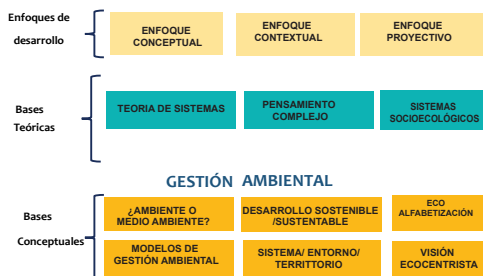 Enfoques de
desarrollo
ENFOQUE
CONCEPTUAL
ENFOQUE
CONTEXTUAL
ENFOQUE
PROYECTIVO
Bases
Teóricas
TEORIA DE SISTEMAS
PENSAMIENTO
COMPLEJO
SISTEMAS
SOCIOECOLÓGICOS
GESTIÓN AMBIENTAL
Bases
Conceptuales
¿AMBIENTE O
MEDIO AMBIENTE?
DESARROLLO SOSTENIBLE
/SUSTENTABLE
ECO
ALFABETIZACIÓN
MODELOS DE
GESTIÓN AMBIENTAL
SISTEMA/ ENTORNO/
TERRITTORIO
VISIÓN
ECOCENTRISTA